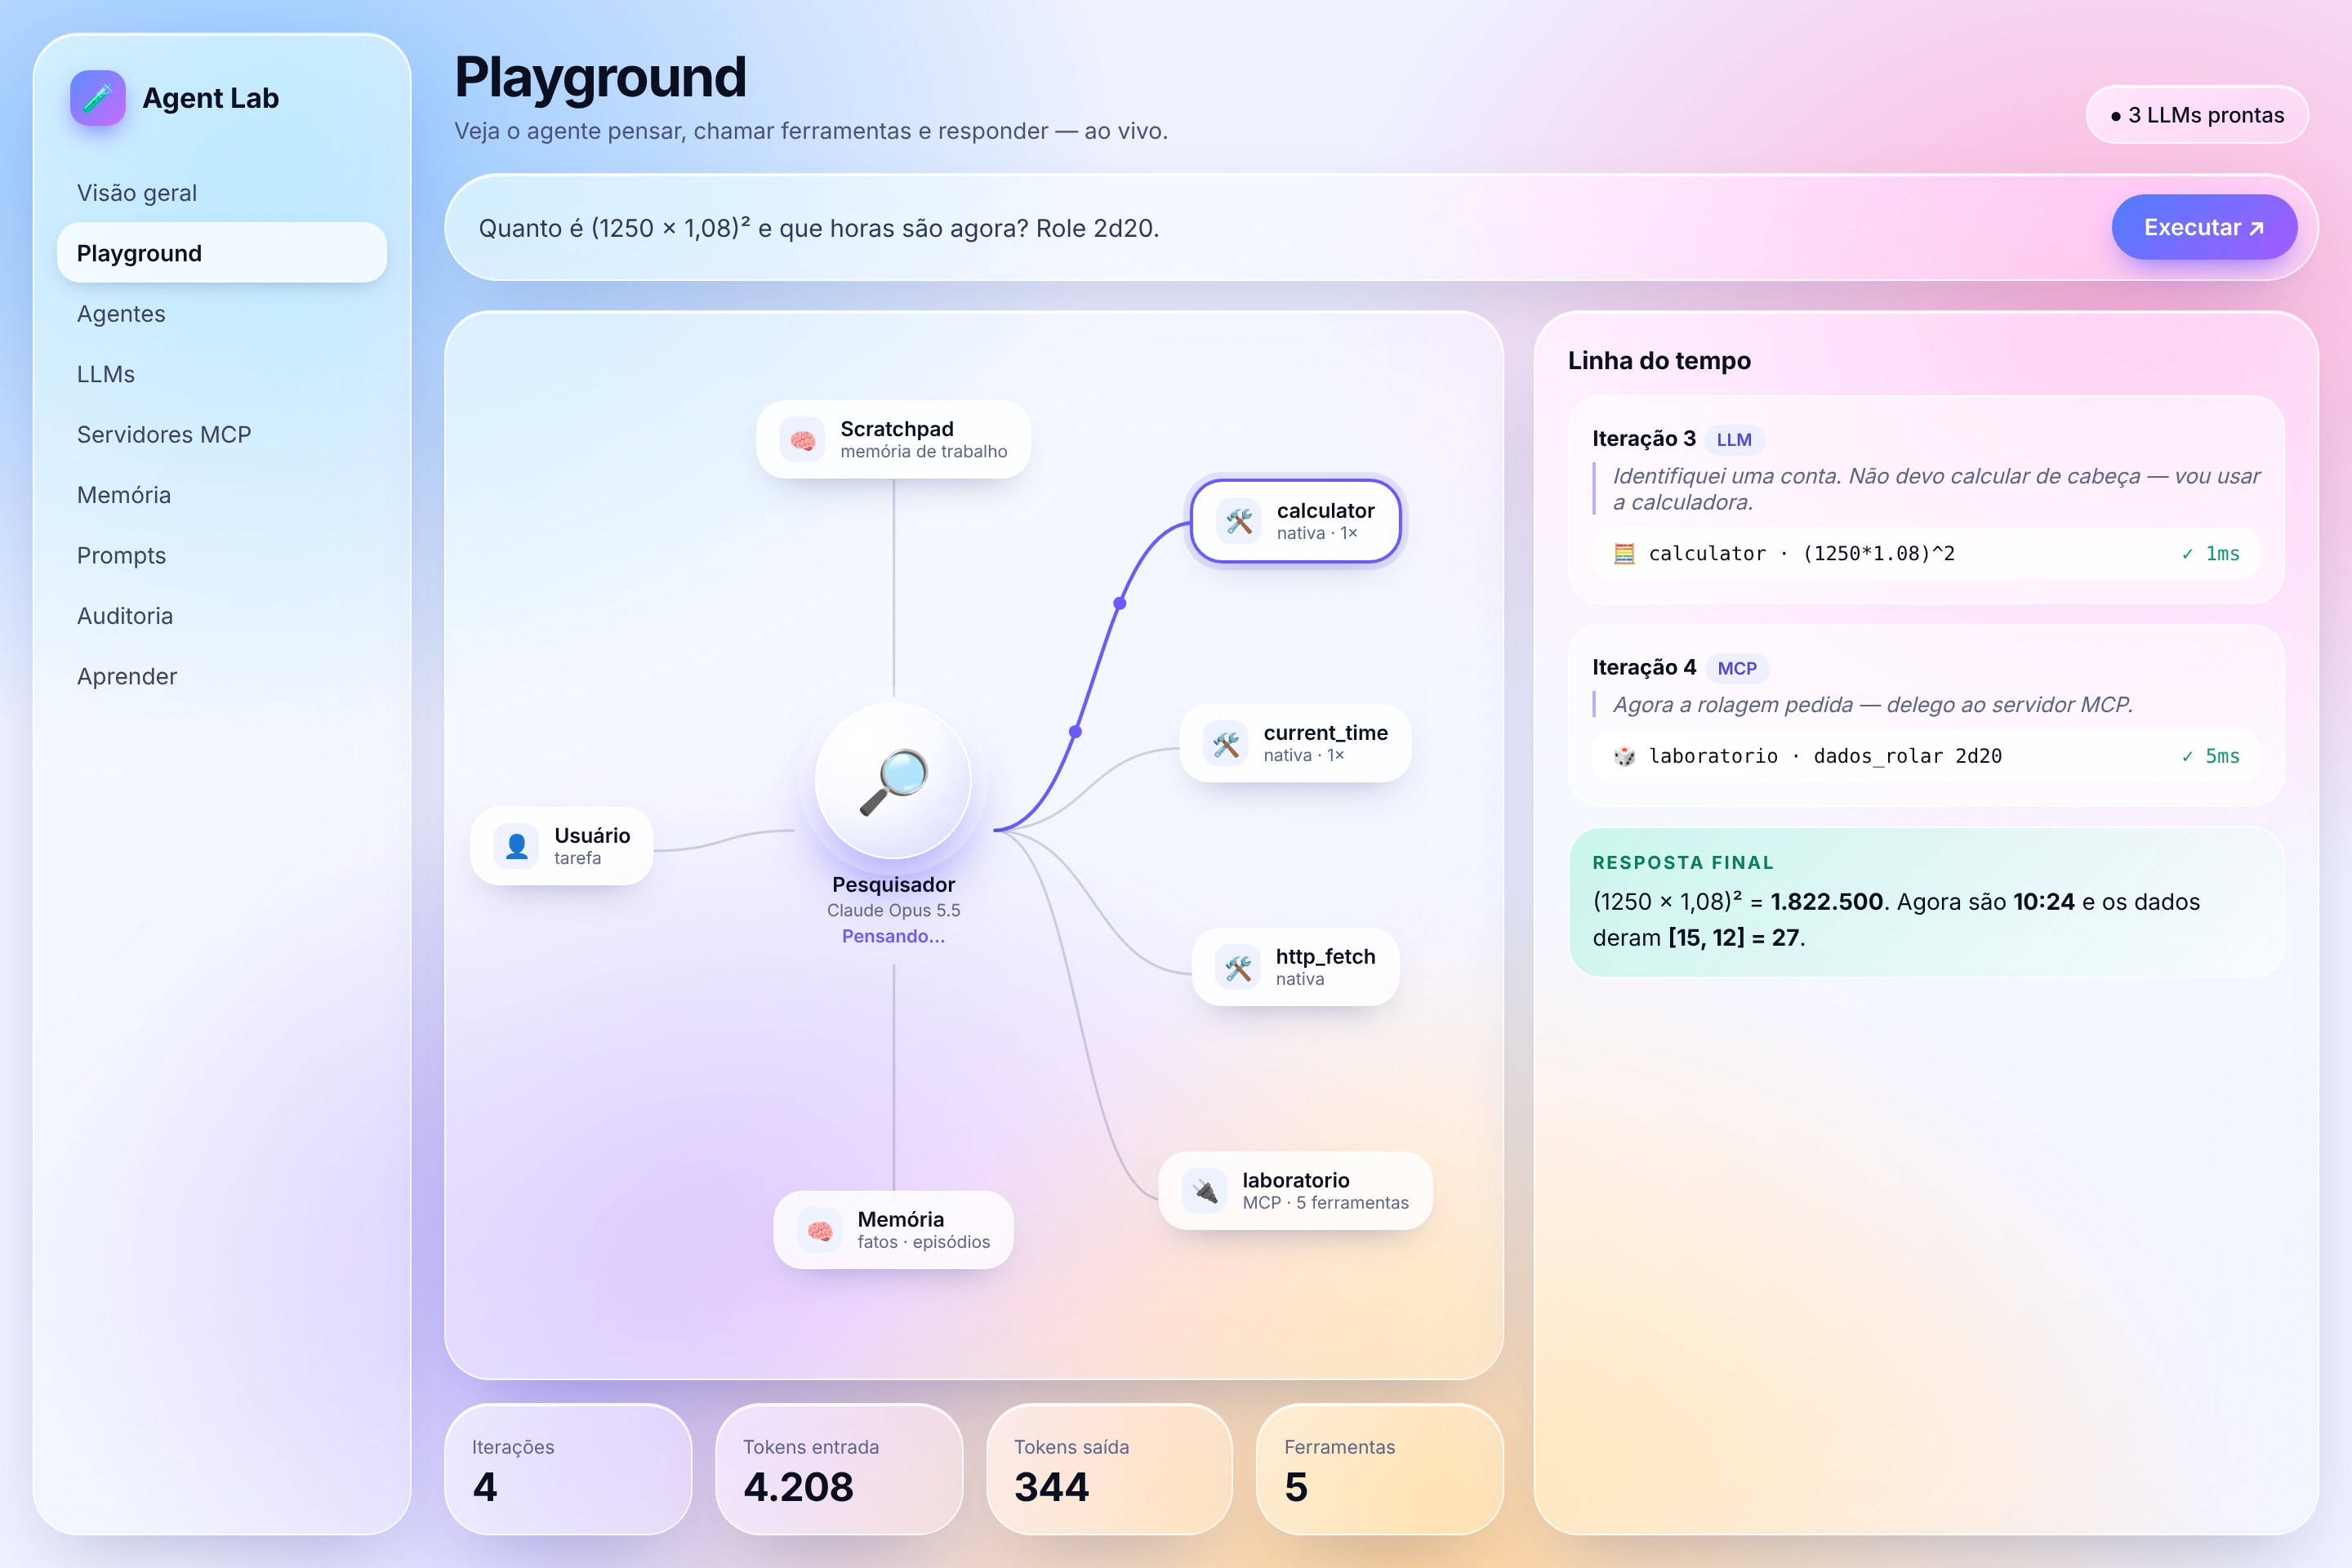 Agent Lab
Visão geral
Playground
Agentes
LLMs
Servidores MCP
Memória
Prompts
Auditoria
Aprender
Playground
Veja o agente pensar, chamar ferramentas e responder — ao vivo.
● 3 LLMs prontas
Quanto é (1250 × 1,08)² e que horas são agora? Role 2d20.
Executar ↗
Scratchpad
memória de trabalho
calculator
nativa · 1×
current_time
nativa · 1×
Usuário
tarefa
Pesquisador
Claude Opus 5.5
Pensando...
http_fetch
nativa
laboratorio
MCP · 5 ferramentas
Memória
fatos · episódios
Iterações
4
Tokens entrada
4.208
Tokens saída
344
Ferramentas
5
Linha do tempo
Iteração 3 LLM
Identifiquei uma conta. Não devo calcular de cabeça — vou usar
a calculadora.
calculator · (1250*1.08)^2 ✓ 1ms
Iteração 4 MCP
Agora a rolagem pedida — delego ao servidor MCP.
laboratorio · dados_rolar 2d20 ✓ 5ms
RESPOSTA FINAL
(1250 × 1,08)² = 1.822.500. Agora são 10:24 e os dados
deram [15, 12] = 27.